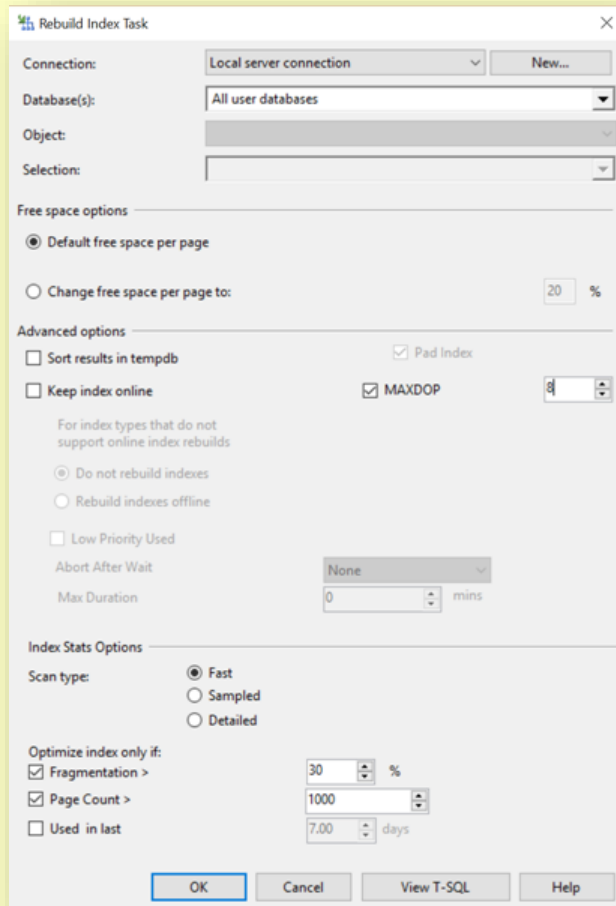 Rebuild Index Task
Connection: Local server connection New...
Database(s): All user databases
Object:
Selection:
Free space options
Default free space per page
Change free space per page to: 20 %
Advanced options
Sort results in tempdb Pad Index
Keep index online MAXDOP 8
For index types that do not
support online index rebuilds
Do not rebuild indexes
Rebuild indexes offline
Low Priority Used
Abort After Wait None
Max Duration 0 mins
Index Stats Options
Scan type: Fast
Sampled
Detailed
Optimize index only if:
Fragmentation > 30 %
Page Count > 1000
Used in last 7.00 days
OK Cancel View T-SQL Help